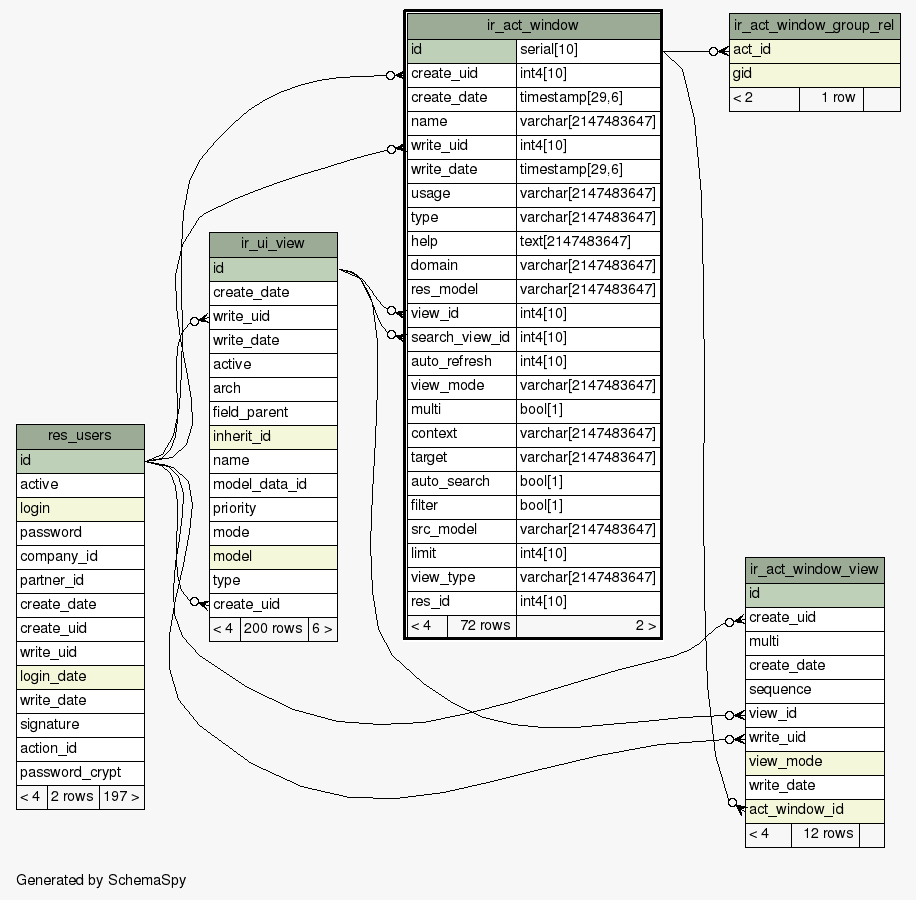 ir_act_window
id serial[10]
create_uid int4[10]
create_date timestamp[29,6]
name varchar[2147483647]
write_uid int4[10]
write_date timestamp[29,6]
usage varchar[2147483647]
type varchar[2147483647]
help text[2147483647]
domain varchar[2147483647]
res_model varchar[2147483647]
view_id int4[10]
search_view_id int4[10]
auto_refresh int4[10]
view_mode varchar[2147483647]
multi bool[1]
context varchar[2147483647]
target varchar[2147483647]
auto_search bool[1]
filter bool[1]
src_model varchar[2147483647]
limit int4[10]
view_type varchar[2147483647]
res_id int4[10]
< 4 72 rows 2 >
ir_act_window_group_rel
act_id
gid
< 2 1 row
ir_ui_view
id
create_date
write_uid
write_date
active
arch
field_parent
inherit_id
name
model_data_id
priority
mode
model
type
create_uid
< 4 200 rows 6 >
res_users
id
active
login
password
company_id
partner_id
create_date
create_uid
write_uid
login_date
write_date
signature
action_id
password_crypt
< 4 2 rows 197 >
ir_act_window_view
id
create_uid
multi
create_date
sequence
view_id
write_uid
view_mode
write_date
act_window_id
< 4 12 rows
Generated by SchemaSpy